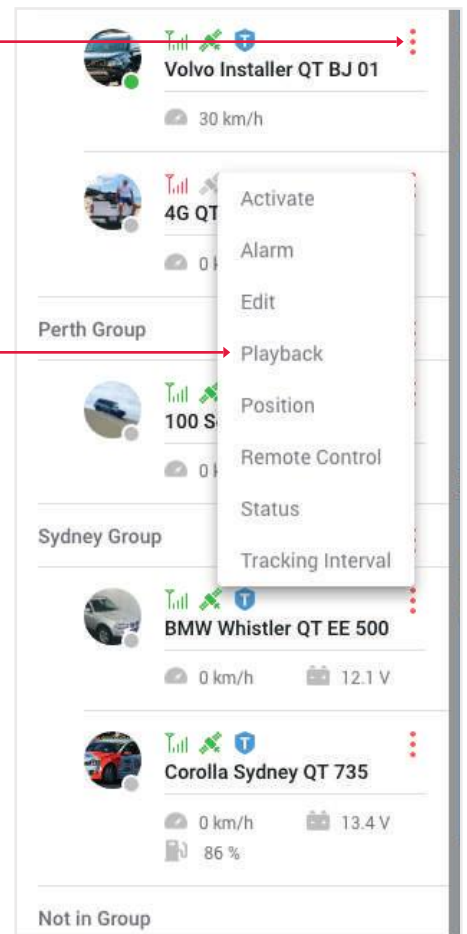 Volvo Installer QT BJ 01
30 km/h
4G QT
0
Activate
Alarm
Edit
Playback
Position
Remote Control
Status
Tracking Interval
Perth Group
100 S
0
Sydney Group
BMW Whistler QT EE 500
0 km/h 12.1 V
Corolla Sydney QT 735
0 km/h 13.4 V
86 %
Not in Group